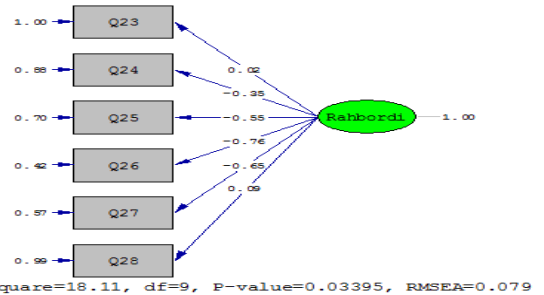 1.00 Q23
0.88 Q24
0.70 Q25
0.42 Q26
0.57 Q27
0.99 Q28
0.02
-0.35
-0.55
-0.76
-0.65
0.09
Rahbordi 1.00
quare=18.11, df=9, P-value=0.03395, RMSEA=0.079